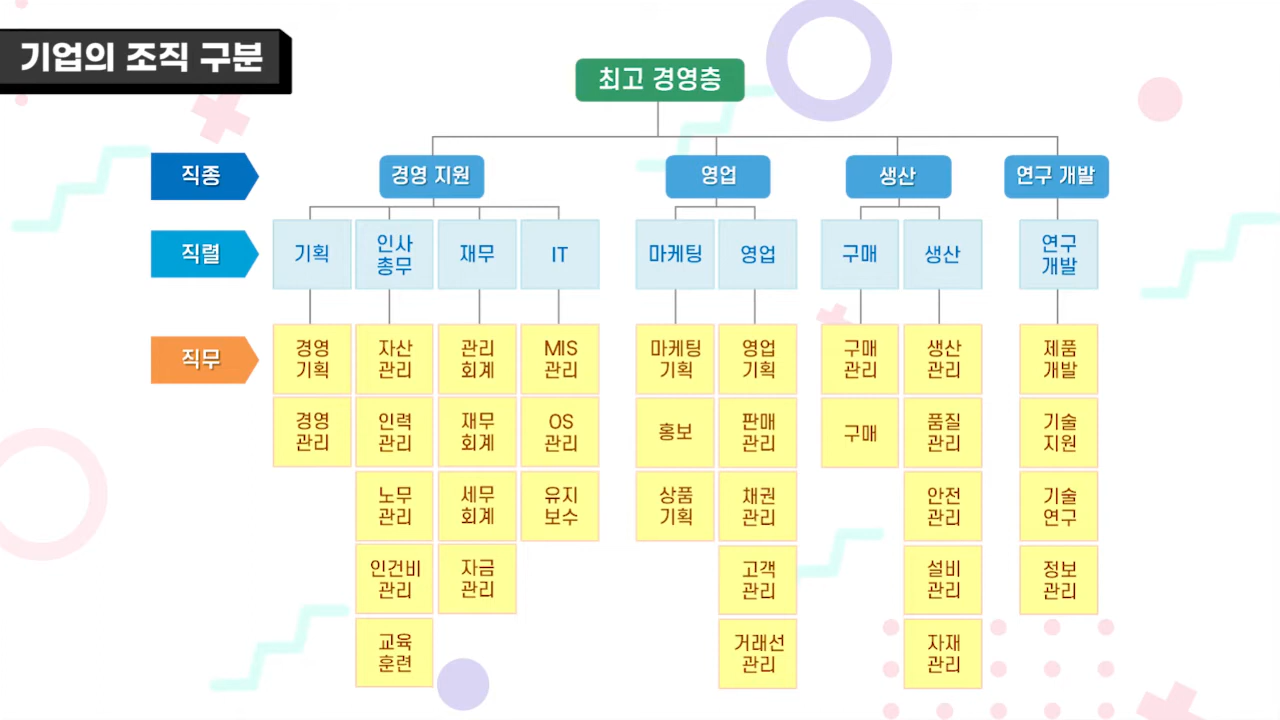 기업의 조직 구분
최고 경영층
직종
경영 지원
영업
생산
연구 개발
직렬
기획
인사
총무
재무
IT
마케팅
영업
구매
생산
연구
개발
직무
경영
기획
자산
관리
관리
회계
MIS
관리
마케팅
기획
영업
기획
구매
관리
생산
관리
제품
개발
경영
관리
인력
관리
재무
회계
OS
관리
홍보
판매
관리
구매
품질
관리
기술
지원
노무
관리
세무
회계
유지
보수
상품
기획
채권
관리
안전
관리
기술
연구
인건비
관리
자금
관리
고객
관리
설비
관리
정보
관리
교육
훈련
거래선
관리
자재
관리